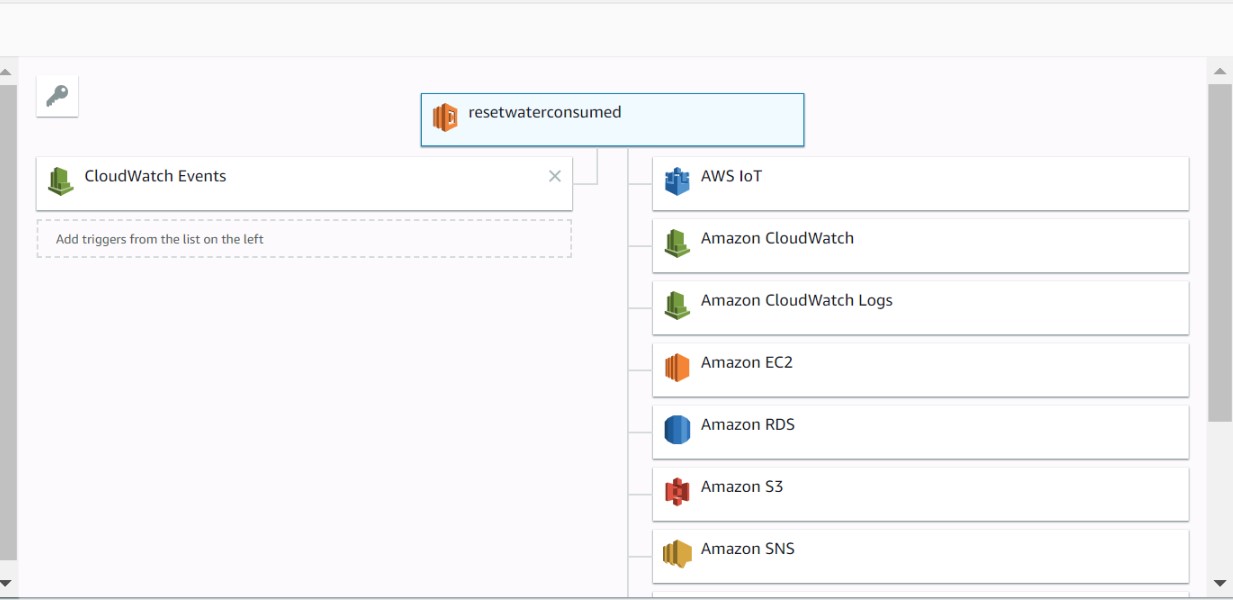 resetwaterconsumed
CloudWatch Events
Add triggers from the list on the left
AWS IoT
Amazon CloudWatch
Amazon CloudWatch Logs
Amazon EC2
Amazon RDS
Amazon S3
Amazon SNS